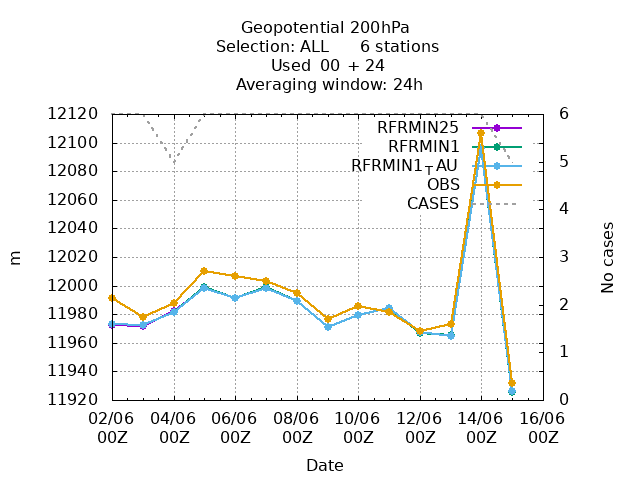 Geopotential 200hPa
Selection: ALL 6 stations
Used 00 + 24
Averaging window: 24h
12120
12100
12080
12060
12040
12020
12000
11980
11960
11940
11920
m
6
5
4
3
2
1
0
No cases
RFRMIN25
RFRMIN1
RFRMIN1TAU
OBS
CASES
02/06 04/06 06/06 08/06 10/06 12/06 14/06 16/06
00Z 00Z 00Z 00Z 00Z 00Z 00Z 00Z
Date